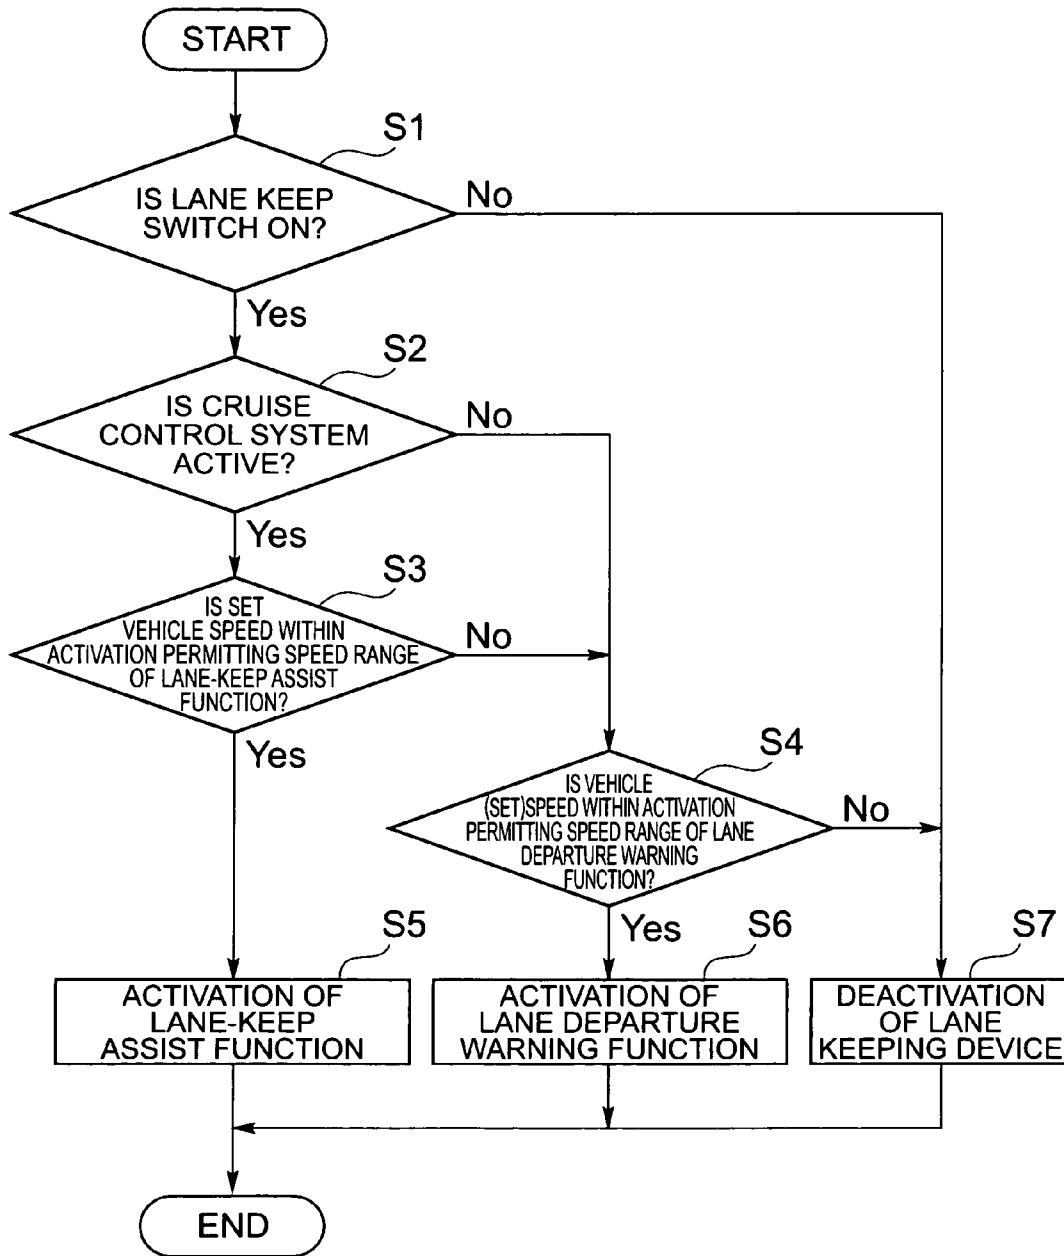 START
S1
IS LANE KEEP
SWITCH ON?
No
Yes
S2
IS CRUISE
CONTROL SYSTEM
ACTIVE?
No
Yes
S3
IS SET
VEHICLE SPEED WITHIN
ACTIVATION PERMITTING SPEED RANGE
OF LANE-KEEP ASSIST
FUNCTION?
No
Yes
S4
IS VEHICLE
(SET)SPEED WITHIN ACTIVATION
PERMITTING SPEED RANGE OF LANE
DEPARTURE WARNING
FUNCTION?
No
Yes
S5
ACTIVATION OF
LANE-KEEP
ASSIST FUNCTION
S6
ACTIVATION OF
LANE DEPARTURE
WARNING FUNCTION
S7
DEACTIVATION
OF LANE
KEEPING DEVICE
END